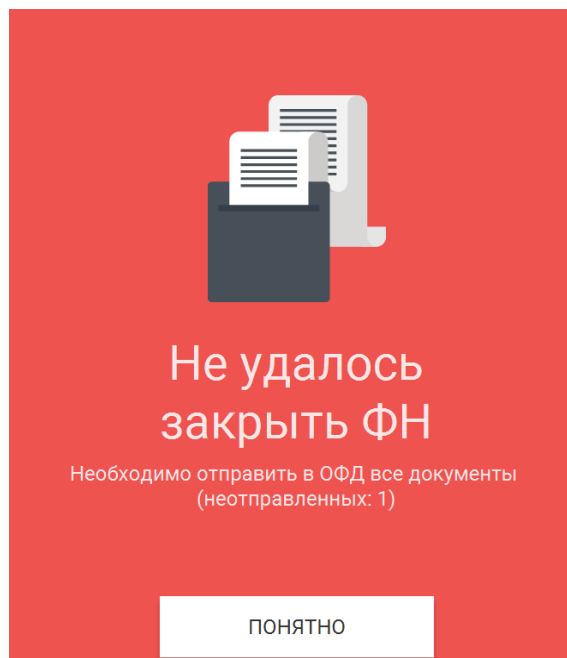 Не удалось
закрыть ФН
Необходимо отправить в ОФД все документы
(неотправленных: 1)
ПОНЯТНО